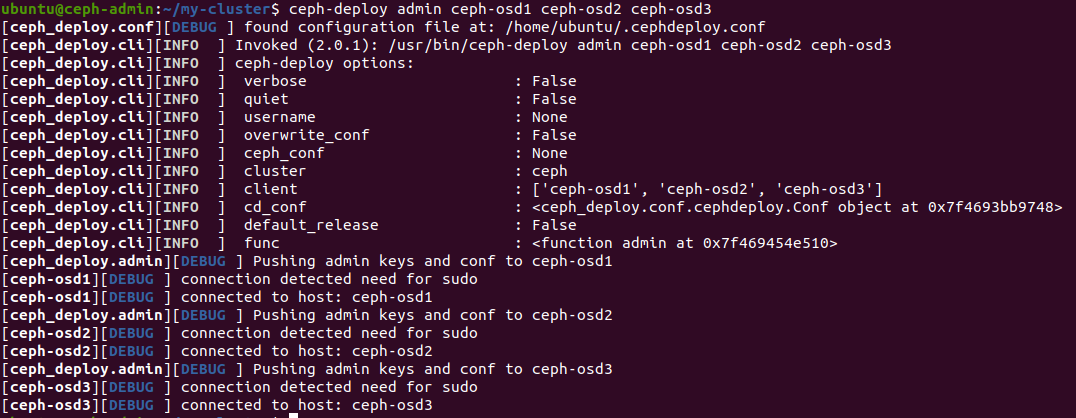 ubuntu@ceph-admin:~/my-cluster$ ceph-deploy admin ceph-osd1 ceph-osd2 ceph-osd3
[ceph_deploy.conf][DEBUG ] found configuration file at: /home/ubuntu/.cephdeploy.conf
[ceph_deploy.cli][INFO  ] Invoked (2.0.1): /usr/bin/ceph-deploy admin ceph-osd1 ceph-osd2 ceph-osd3
[ceph_deploy.cli][INFO  ] ceph-deploy options:
[ceph_deploy.cli][INFO  ]  verbose                       : False
[ceph_deploy.cli][INFO  ]  quiet                         : False
[ceph_deploy.cli][INFO  ]  username                      : None
[ceph_deploy.cli][INFO  ]  overwrite_conf                : False
[ceph_deploy.cli][INFO  ]  ceph_conf                     : None
[ceph_deploy.cli][INFO  ]  cluster                       : ceph
[ceph_deploy.cli][INFO  ]  client                        : ['ceph-osd1', 'ceph-osd2', 'ceph-osd3']
[ceph_deploy.cli][INFO  ]  cd_conf                       : <ceph_deploy.conf.cephdeploy.Conf object at 0x7f4693bb9748>
[ceph_deploy.cli][INFO  ]  default_release               : False
[ceph_deploy.cli][INFO  ]  func                          : <function admin at 0x7f469454e510>
[ceph_deploy.admin][DEBUG ] Pushing admin keys and conf to ceph-osd1
[ceph-osd1][DEBUG ] connection detected need for sudo
[ceph-osd1][DEBUG ] connected to host: ceph-osd1
[ceph_deploy.admin][DEBUG ] Pushing admin keys and conf to ceph-osd2
[ceph-osd2][DEBUG ] connection detected need for sudo
[ceph-osd2][DEBUG ] connected to host: ceph-osd2
[ceph_deploy.admin][DEBUG ] Pushing admin keys and conf to ceph-osd3
[ceph-osd3][DEBUG ] connection detected need for sudo
[ceph-osd3][DEBUG ] connected to host: ceph-osd3